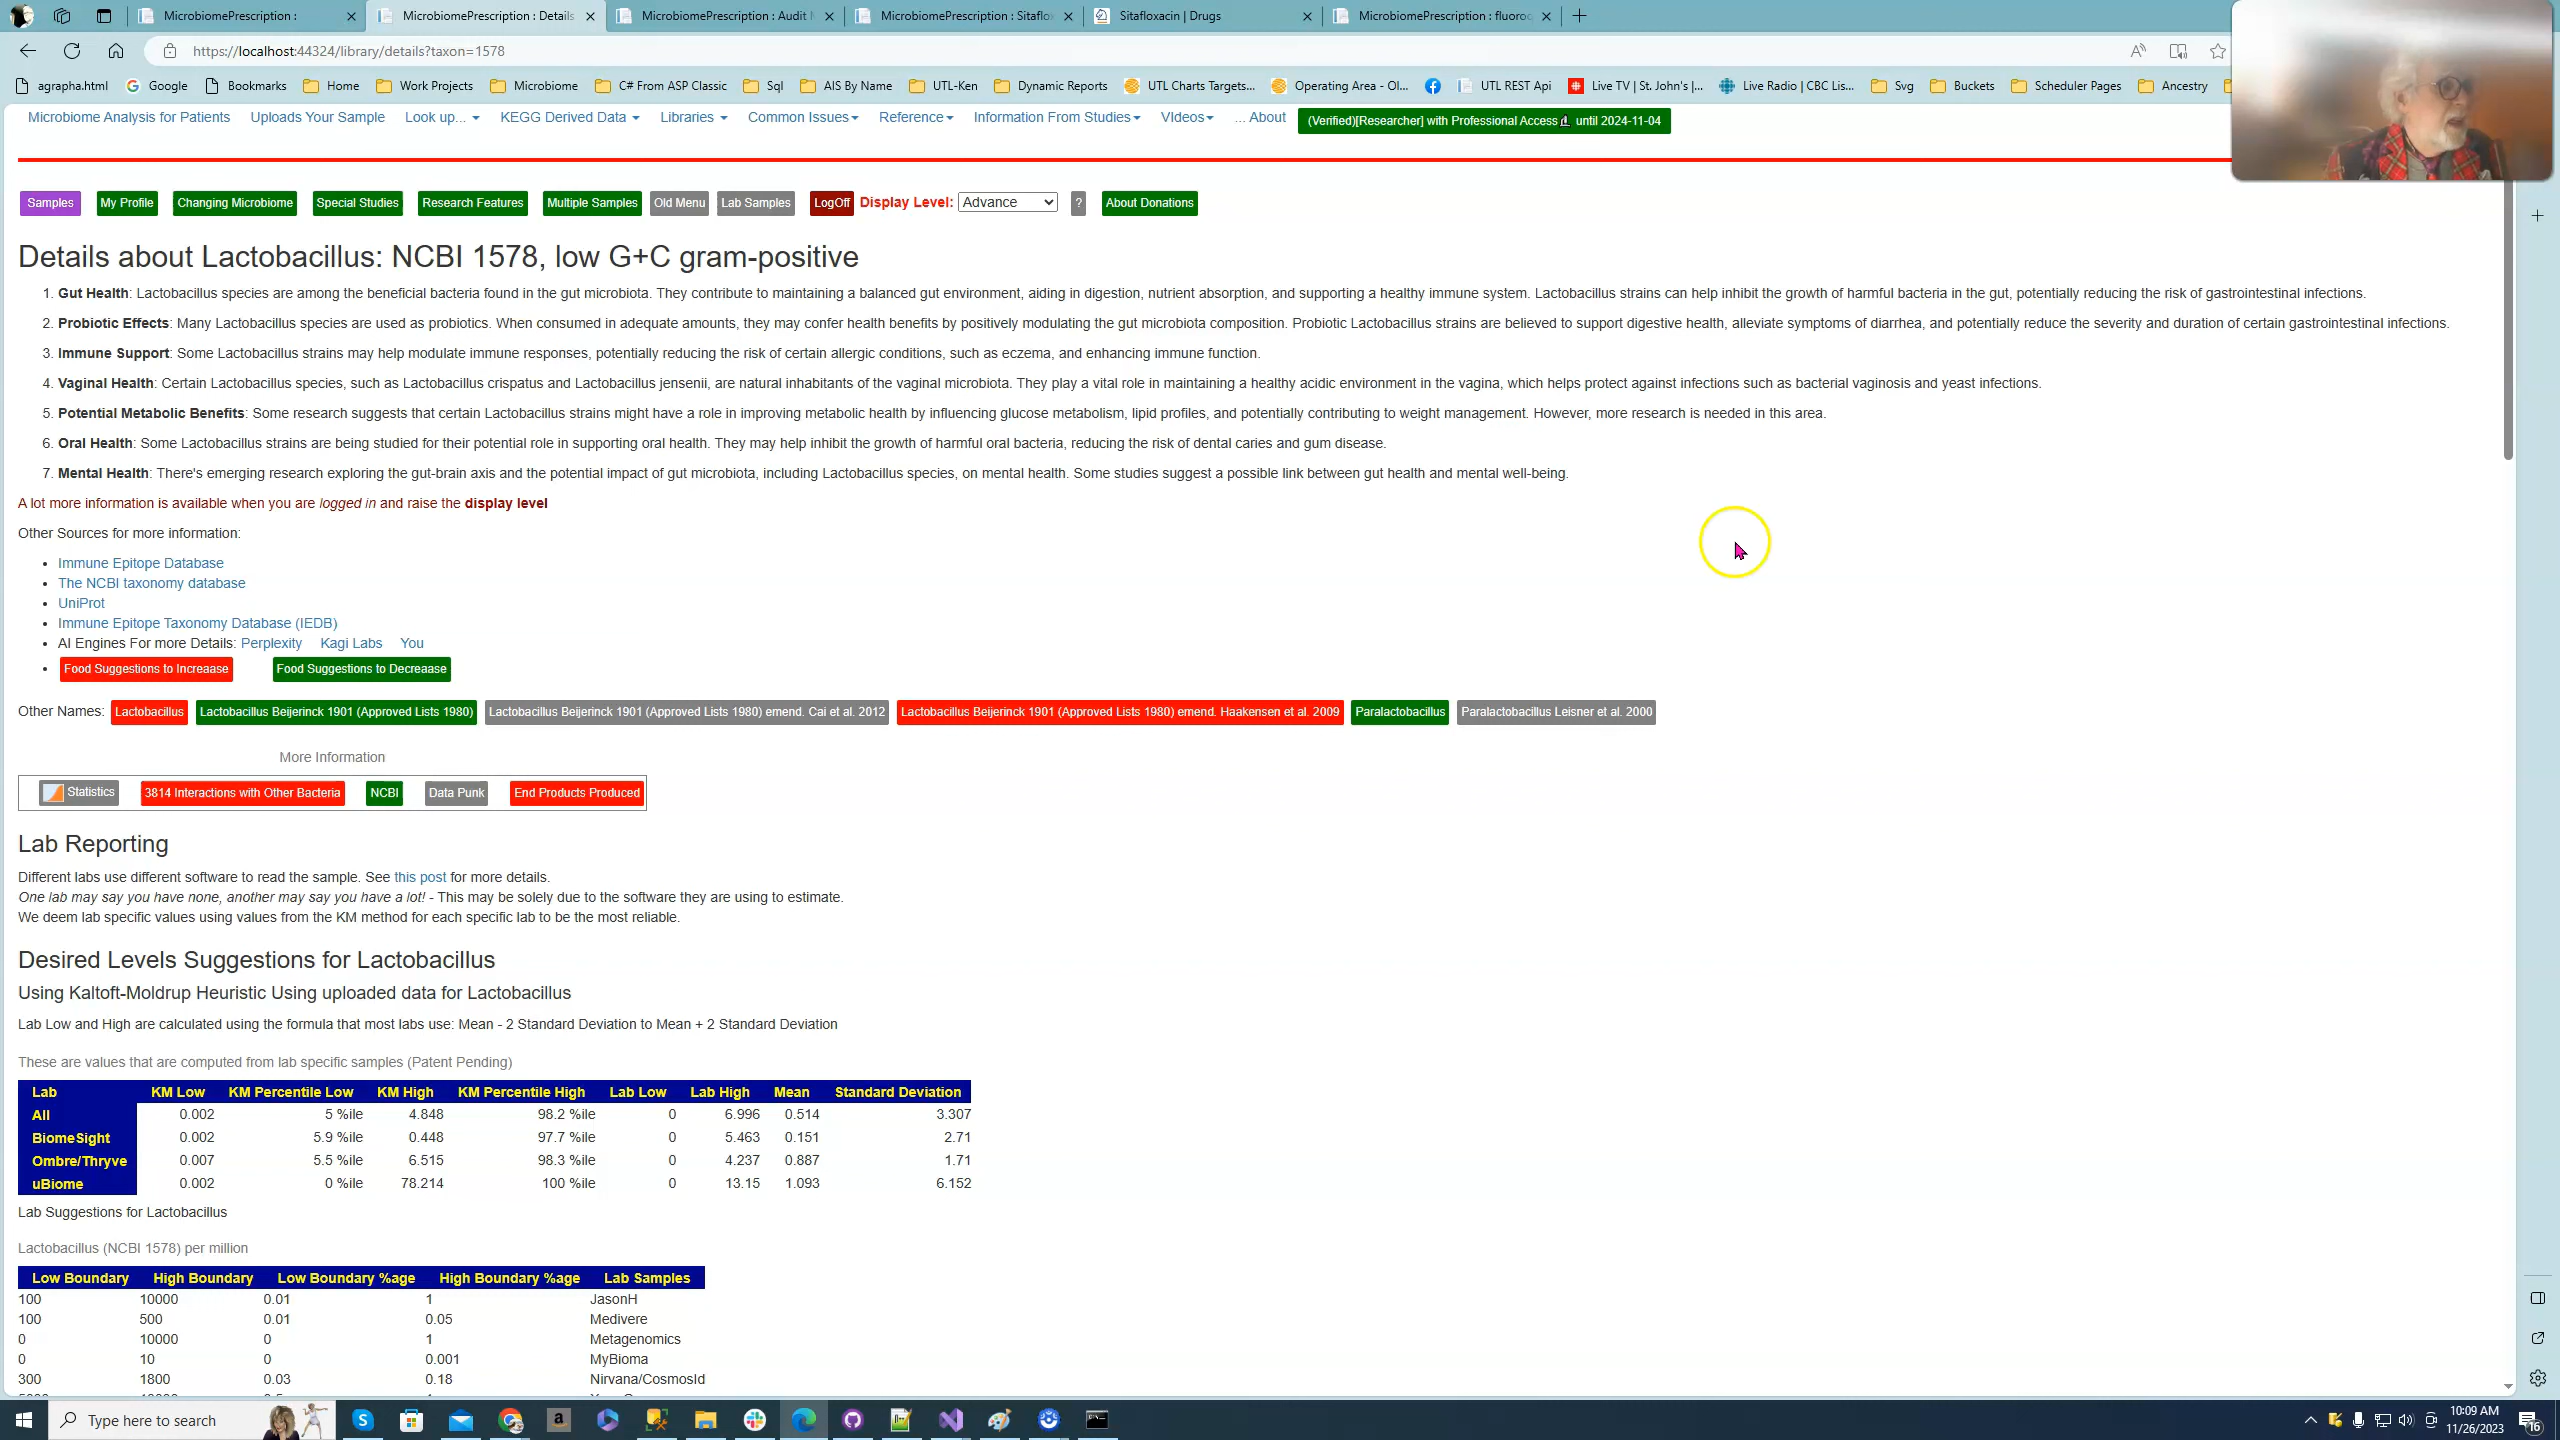 MicrobiomePrescription :
MicrobiomePrescription : Details
MicrobiomePrescription : Audit
MicrobiomePrescription : Sitaflox
Sitafloxacin | Drugs
MicrobiomePrescription : fluoroq
https://localhost:44324/library/details?taxon=1578
agrapha.html Google Bookmarks Home Work Projects Microbiome C# From ASP Classic Sql AIS By Name UTL-Ken Dynamic Reports UTL Charts Targets... Operating Area - Ol... UTL REST Api Live TV | St. John's |... Live Radio | CBC Lis... Svg Buckets Scheduler Pages Ancestry
Microbiome Analysis for Patients Uploads Your Sample Look up... KEGG Derived Data Libraries Common Issues Reference Information From Studies VIdeos ... About (Verified)[Researcher] with Professional Access until 2024-11-04
Samples My Profile Changing Microbiome Special Studies Research Features Multiple Samples Old Menu Lab Samples LogOff Display Level: Advance ? About Donations
Details about Lactobacillus: NCBI 1578, low G+C gram-positive
1. Gut Health: Lactobacillus species are among the beneficial bacteria found in the gut microbiota. They contribute to maintaining a balanced gut environment, aiding in digestion, nutrient absorption, and supporting a healthy immune system. Lactobacillus strains can help inhibit the growth of harmful bacteria in the gut, potentially reducing the risk of gastrointestinal infections.
2. Probiotic Effects: Many Lactobacillus species are used as probiotics. When consumed in adequate amounts, they may confer health benefits by positively modulating the gut microbiota composition. Probiotic Lactobacillus strains are believed to support digestive health, alleviate symptoms of diarrhea, and potentially reduce the severity and duration of certain gastrointestinal infections.
3. Immune Support: Some Lactobacillus strains may help modulate immune responses, potentially reducing the risk of certain allergic conditions, such as eczema, and enhancing immune function.
4. Vaginal Health: Certain Lactobacillus species, such as Lactobacillus crispatus and Lactobacillus jensenii, are natural inhabitants of the vaginal microbiota. They play a vital role in maintaining a healthy acidic environment in the vagina, which helps protect against infections such as bacterial vaginosis and yeast infections.
5. Potential Metabolic Benefits: Some research suggests that certain Lactobacillus strains might have a role in improving metabolic health by influencing glucose metabolism, lipid profiles, and potentially contributing to weight management. However, more research is needed in this area.
6. Oral Health: Some Lactobacillus strains are being studied for their potential role in supporting oral health. They may help inhibit the growth of harmful oral bacteria, reducing the risk of dental caries and gum disease.
7. Mental Health: There's emerging research exploring the gut-brain axis and the potential impact of gut microbiota, including Lactobacillus species, on mental health. Some studies suggest a possible link between gut health and mental well-being.
A lot more information is available when you are logged in and raise the display level
Other Sources for more information:
• Immune Epitope Database
• The NCBI taxonomy database
• UniProt
• Immune Epitope Taxonomy Database (IEDB)
• AI Engines For more Details: Perplexity Kagi Labs You
• Food Suggestions to Increaase Food Suggestions to Decreaase
Other Names: Lactobacillus Lactobacillus Beijerinck 1901 (Approved Lists 1980) Lactobacillus Beijerinck 1901 (Approved Lists 1980) emend. Cai et al. 2012 Lactobacillus Beijerinck 1901 (Approved Lists 1980) emend. Haakensen et al. 2009 Paralactobacillus Paralactobacillus Leisner et al. 2000
More Information
Statistics 3814 Interactions with Other Bacteria NCBI Data Punk End Products Produced
Lab Reporting
Different labs use different software to read the sample. See this post for more details.
One lab may say you have none, another may say you have a lot! - This may be solely due to the software they are using to estimate.
We deem lab specific values using values from the KM method for each specific lab to be the most reliable.
Desired Levels Suggestions for Lactobacillus
Using Kaltoft-Moldrup Heuristic Using uploaded data for Lactobacillus
Lab Low and High are calculated using the formula that most labs use: Mean - 2 Standard Deviation to Mean + 2 Standard Deviation
These are values that are computed from lab specific samples (Patent Pending)
Lab KM Low KM Percentile Low KM High KM Percentile High Lab Low Lab High Mean Standard Deviation
All 0.002 5 %ile 4.848 98.2 %ile 0 6.996 0.514 3.307
BiomeSight 0.002 5.9 %ile 0.448 97.7 %ile 0 5.463 0.151 2.71
Ombre/Thryve 0.007 5.5 %ile 6.515 98.3 %ile 0 4.237 0.887 1.71
uBiome 0.002 0 %ile 78.214 100 %ile 0 13.15 1.093 6.152
Lab Suggestions for Lactobacillus
Lactobacillus (NCBI 1578) per million
Low Boundary High Boundary Low Boundary %age High Boundary %age Lab Samples
100 10000 0.01 1 JasonH
100 500 0.01 0.05 Medivere
0 10000 0 1 Metagenomics
0 10 0 0.001 MyBioma
300 1800 0.03 0.18 Nirvana/CosmosId
Type here to search
10:09 AM
11/26/2023
16